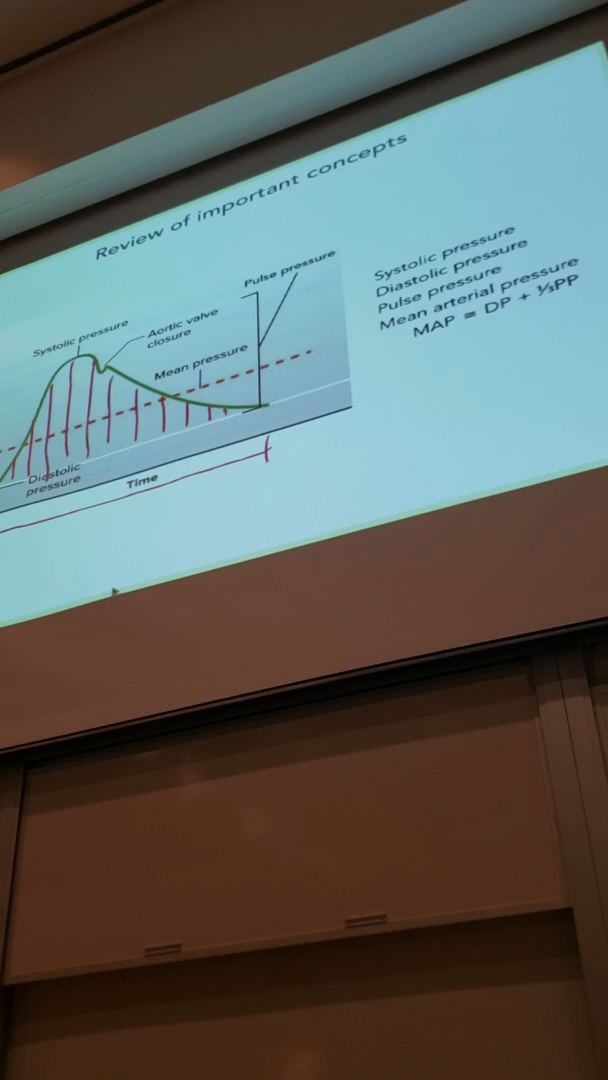 Review of important concepts
Pulse pressure
Systolic pressure
Aortic valve
closure
Mean pressure
Diastolic
pressure
Time
Systolic pressure
Diastolic pressure
Pulse pressure
Mean arterial pressure
MAP ≅ DP + ⅓PP